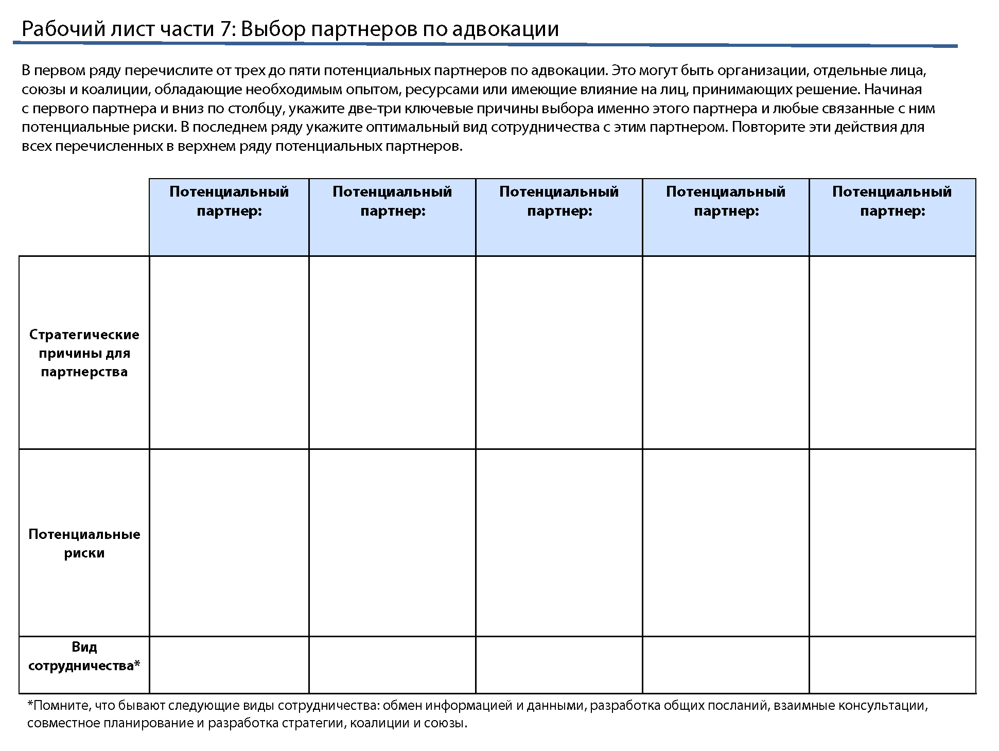 Рабочий лист части 7: Выбор партнеров по адвокации
В первом ряду перечислите от трех до пяти потенциальных партнеров по адвокации. Это могут быть организации, отдельные лица,
союзы и коалиции, обладающие необходимым опытом, ресурсами или имеющие влияние на лиц, принимающих решение. Начиная
с первого партнера и вниз по столбцу, укажите две-три ключевые причины выбора именно этого партнера и любые связанные с ним
потенциальные риски. В последнем ряду укажите оптимальный вид сотрудничества с этим партнером. Повторите эти действия для
всех перечисленных в верхнем ряду потенциальных партнеров.
Потенциальный
партнер:
Потенциальный
партнер:
Потенциальный
партнер:
Потенциальный
партнер:
Потенциальный
партнер:
Стратегические
причины для
партнерства
Потенциальные
риски
Вид
сотрудничества*
*Помните, что бывают следующие виды сотрудничества: обмен информацией и данными, разработка общих посланий, взаимные консультации,
совместное планирование и разработка стратегии, коалиции и союзы.